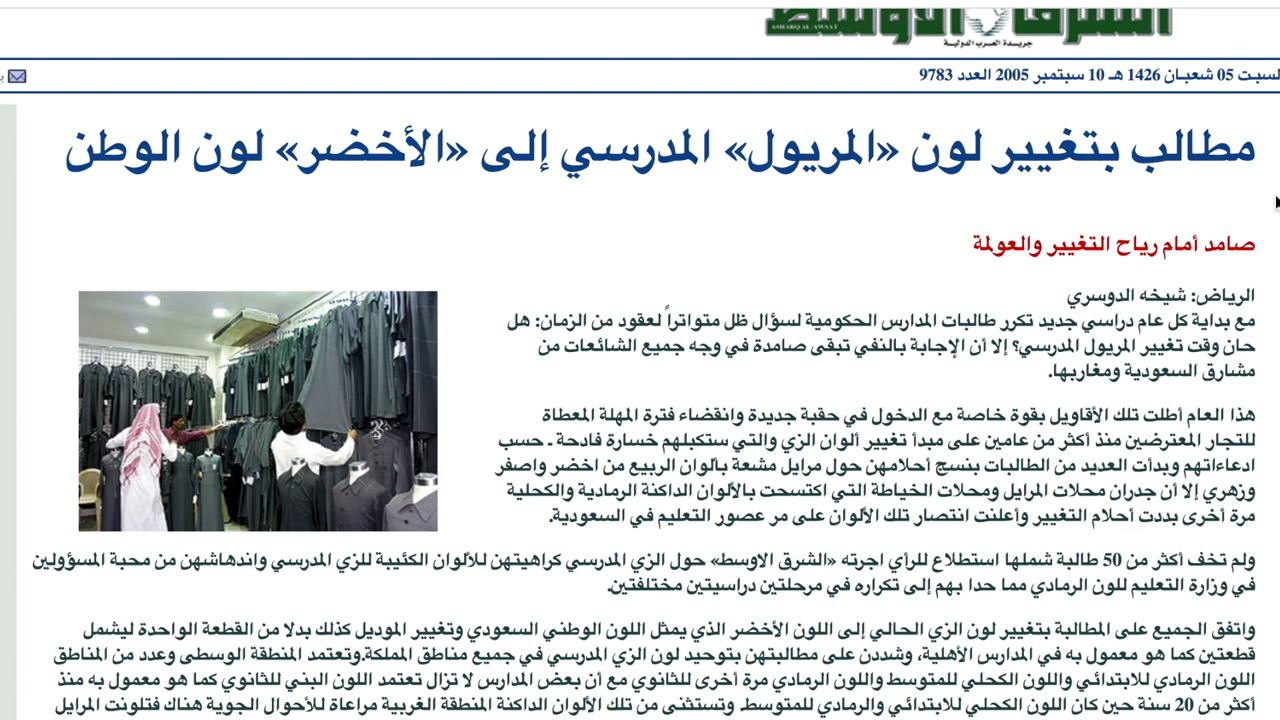 الشرق الأوسط
ASHARQ AL AWSAT
جريدة العرب الدولية
السبت 05 شعبان 1426 هـ 10 سبتمبر 2005 العدد 9783
مطالب بتغيير لون «المريول» المدرسي إلى «الأخضر» لون الوطن
صامد أمام رياح التغيير والعولمة
الرياض: شيخه الدوسري
مع بداية كل عام دراسي جديد تكرر طالبات المدارس الحكومية لسؤال ظل متواتراً لعقود من الزمان: هل
حان وقت تغيير المريول المدرسي؟ إلا أن الإجابة بالنفي تبقى صامدة في وجه جميع الشائعات من
مشارق السعودية ومغاربها.
هذا العام أطلت تلك الأقاويل بقوة خاصة مع الدخول في حقبة جديدة وانقضاء فترة المهلة المعطاة
للتجار المعترضين منذ أكثر من عامين على مبدأ تغيير ألوان الزي والتي ستكبلهم خسارة فادحة ـ حسب
ادعاءاتهم وبدأت العديد من الطالبات بنسج أحلامهن حول مرايل مشعة بألوان الربيع من اخضر واصفر
وزهري إلا أن جدران محلات المرايل ومحلات الخياطة التي اكتسحت بالألوان الداكنة الرمادية والكحلية
مرة أخرى بددت أحلام التغيير وأعلنت انتصار تلك الألوان على مر عصور التعليم في السعودية.
ولم تخف أكثر من 50 طالبة شملها استطلاع للرأي اجرته «الشرق الاوسط» حول الزي المدرسي كراهيتهن للألوان الكئيبة للزي المدرسي واندهاشهن من محبة المسؤولين
في وزارة التعليم للون الرمادي مما حدا بهم إلى تكراره في مرحلتين دراسيتين مختلفتين.
واتفق الجميع على المطالبة بتغيير لون الزي الحالي إلى اللون الأخضر الذي يمثل اللون الوطني السعودي وتغيير الموديل كذلك بدلا من القطعة الواحدة ليشمل
قطعتين كما هو معمول به في المدارس الأهلية، وشددن على مطالبتهن بتوحيد لون الزي المدرسي في جميع مناطق المملكة.وتعتمد المنطقة الوسطى وعدد من المناطق
اللون الرمادي للابتدائي واللون الكحلي للمتوسط واللون الرمادي مرة أخرى للثانوي مع أن بعض المدارس لا تزال تعتمد اللون البني للثانوي كما هو معمول به منذ
أكثر من 20 سنة حين كان اللون الكحلي للابتدائي والرمادي للمتوسط. وتستثنى من تلك الألوان الداكنة المنطقة الغربية مراعاة للأحوال الجوية هناك فتلونت المرايل